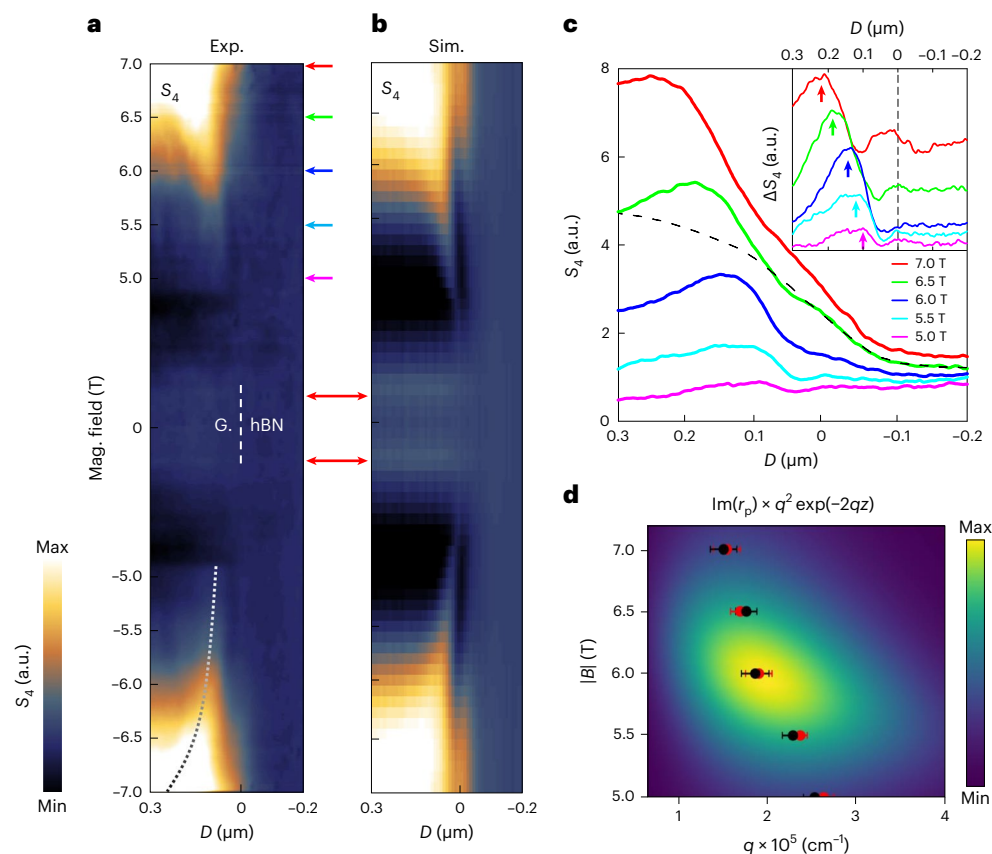 a
Exp.
S4
7.0
6.5
6.0
5.5
5.0
0
−5.0
−5.5
−6.0
−6.5
−7.0
Mag. field (T)
G. hBN
0.3 0 −0.2
D (μm)
Max
S4 (a.u.)
Min
b
Sim.
S4
0.3 0 −0.2
D (μm)
c
D (μm)
0.3 0.2 0.1 0 −0.1 −0.2
ΔS4 (a.u.)
8
6
4
2
0
S4 (a.u.)
7.0 T
6.5 T
6.0 T
5.5 T
5.0 T
0.3 0.2 0.1 0 −0.1 −0.2
D (μm)
d
Im(rp) × q² exp(−2qz)
7.0
6.5
6.0
5.5
5.0
|B| (T)
1 2 3 4
q × 10⁵ (cm⁻¹)
Max
Min